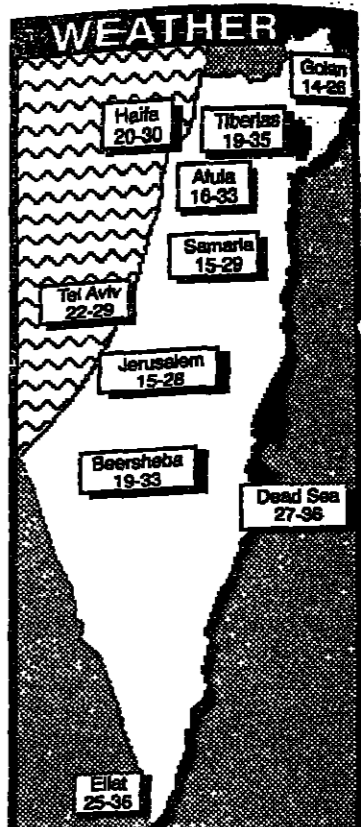 WEATHER
Golan
14-26
Haifa
20-30
Tiberias
19-35
Afula
16-33
Samaria
15-29
Tel Aviv
22-29
Jerusalem
15-28
Beersheba
19-33
Dead Sea
27-36
Eilat
25-36